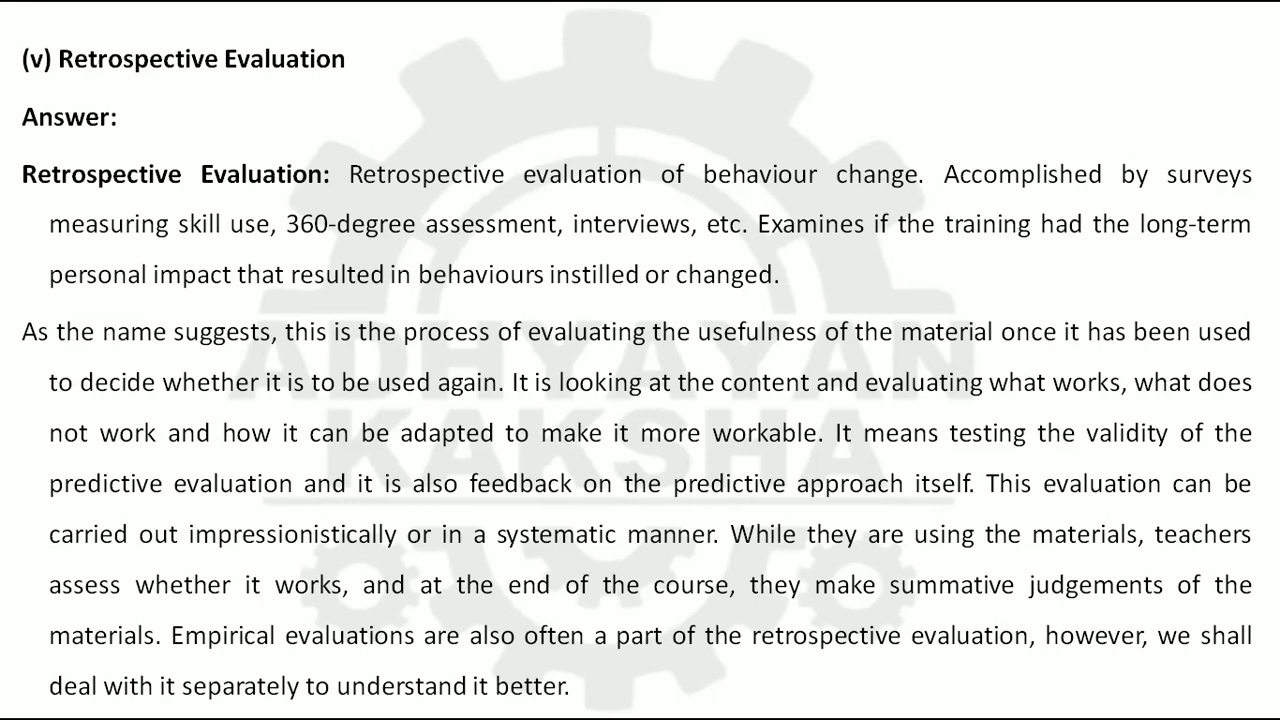 (v) Retrospective Evaluation
Answer:
Retrospective Evaluation: Retrospective evaluation of behaviour change. Accomplished by surveys
measuring skill use, 360-degree assessment, interviews, etc. Examines if the training had the long-term
personal impact that resulted in behaviours instilled or changed.
As the name suggests, this is the process of evaluating the usefulness of the material once it has been used
to decide whether it is to be used again. It is looking at the content and evaluating what works, what does
not work and how it can be adapted to make it more workable. It means testing the validity of the
predictive evaluation and it is also feedback on the predictive approach itself. This evaluation can be
carried out impressionistically or in a systematic manner. While they are using the materials, teachers
assess whether it works, and at the end of the course, they make summative judgements of the
materials. Empirical evaluations are also often a part of the retrospective evaluation, however, we shall
deal with it separately to understand it better.
ADHYAYAN
KAKSHA